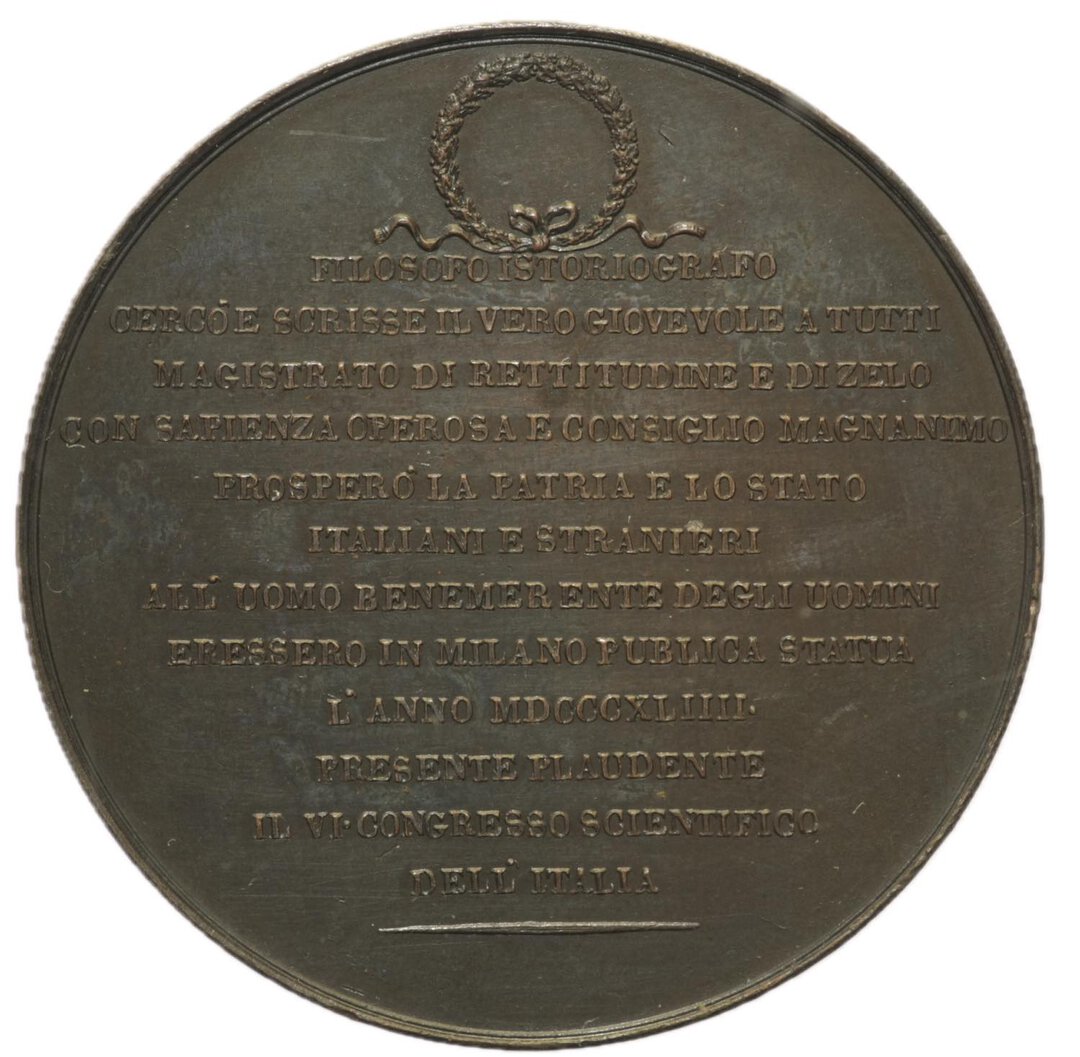 FILOSOFO ISTORIOGRAFO
CERCÒ E SCRISSE IL VERO GIOVEVOLE A TUTTI
MAGISTRATO DI RETTITUDINE E DI ZELO
CON SAPIENZA OPEROSA E CONSIGLIO MAGNANIMO
PROSPERÒ LA PATRIA E LO STATO
ITALIANI E STRANIERI
ALL' UOMO BENEMERENTE DEGLI UOMINI
ERESSERO IN MILANO PUBLICA STATUA
L' ANNO MDCCCXLIIII.
PRESENTE PLAUDENTE
IL VI· CONGRESSO SCIENTIFICO
DELL' ITALIA